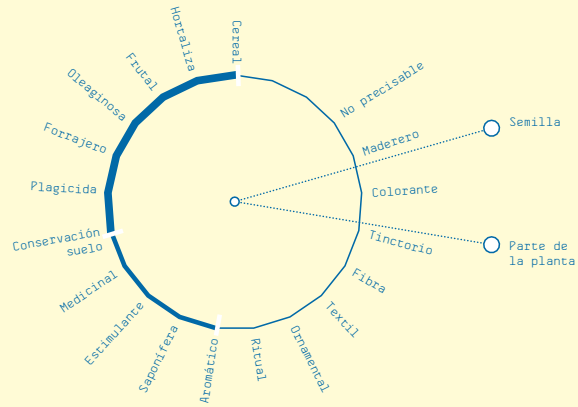 Cereal
Hortaliza
Frutal
Oleaginosa
Forrajero
Plagicida
Conservación
suelo
Medicinal
Estimulante
Saponífera
Aromático
Ritual
Ornamental
Textil
Fibra
Tinctorio
Colorante
Maderero
No precisable
Semilla
Parte de
la planta